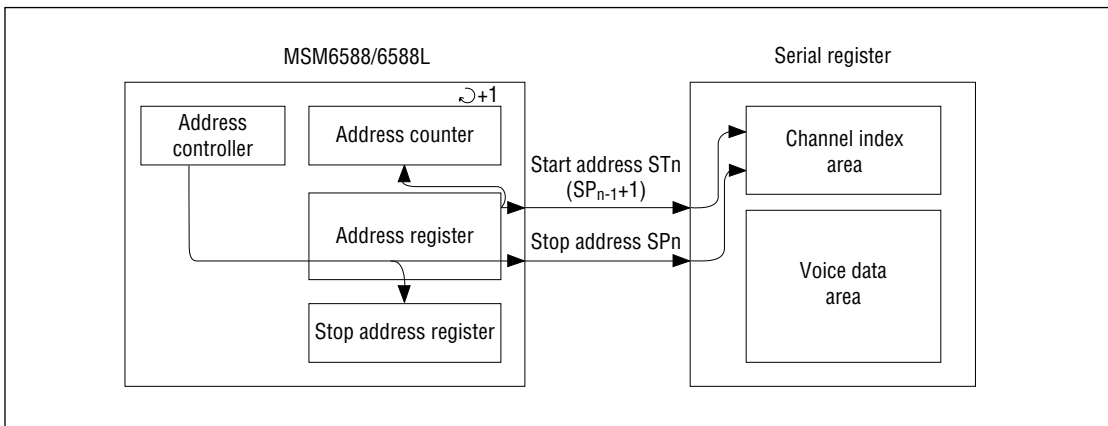 MSM6588/6588L
Serial register
+1
Address
controller
Address counter
Address register
Stop address register
Start address STn
(SPn-1+1)
Stop address SPn
Channel index
area
Voice data
area